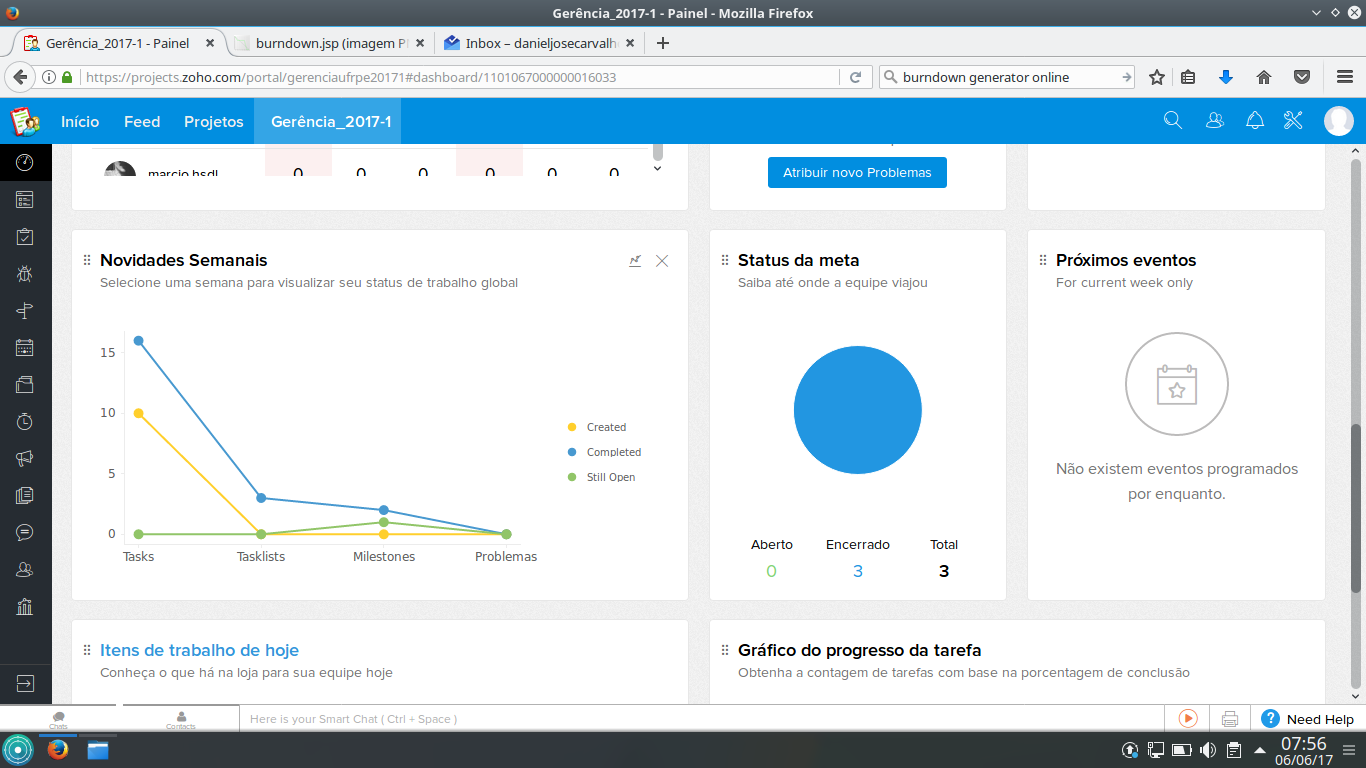 Gerência_2017-1 - Painel - Mozilla Firefox
Gerência_2017-1 - Painel
burndown.jsp (imagem P
Inbox – danieljosecarvalh
https://projects.zoho.com/portal/gerenciaufrpe20171#dashboard/1101067000000016033
burndown generator online
Início
Feed
Projetos
Gerência_2017-1
marcio.hsdl
0 0 0 0 0 0
Atribuir novo Problemas
Novidades Semanais
Selecione uma semana para visualizar seu status de trabalho global
15
10
5
0
Tasks
Tasklists
Milestones
Problemas
Created
Completed
Still Open
Status da meta
Saiba até onde a equipe viajou
Aberto
Encerrado
Total
0
3
3
Próximos eventos
For current week only
Não existem eventos programados
por enquanto.
Itens de trabalho de hoje
Conheça o que há na loja para sua equipe hoje
Gráfico do progresso da tarefa
Obtenha a contagem de tarefas com base na porcentagem de conclusão
Chats
Contacts
Here is your Smart Chat ( Ctrl + Space )
Need Help
07:56
06/06/17